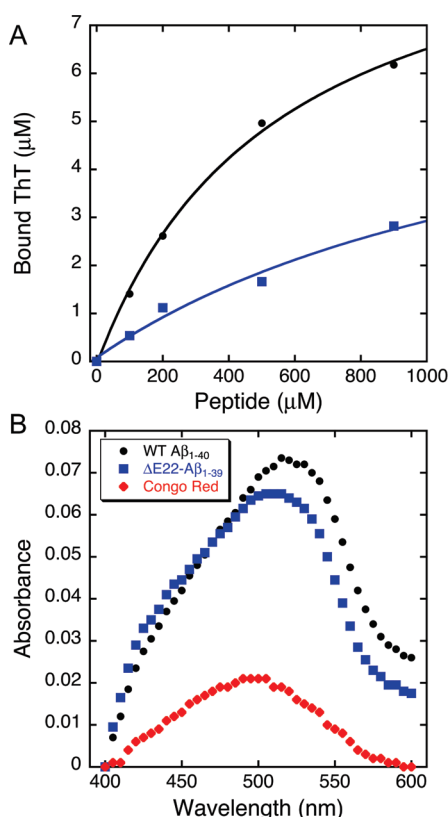 A
7
6
5
4
3
2
1
0
Bound ThT (μM)
0 200 400 600 800 1000
Peptide (μM)
B
0.08
0.07
0.06
0.05
0.04
0.03
0.02
0.01
0
Absorbance
WT Aβ1-40
ΔE22-Aβ1-39
Congo Red
400 450 500 550 600
Wavelength (nm)